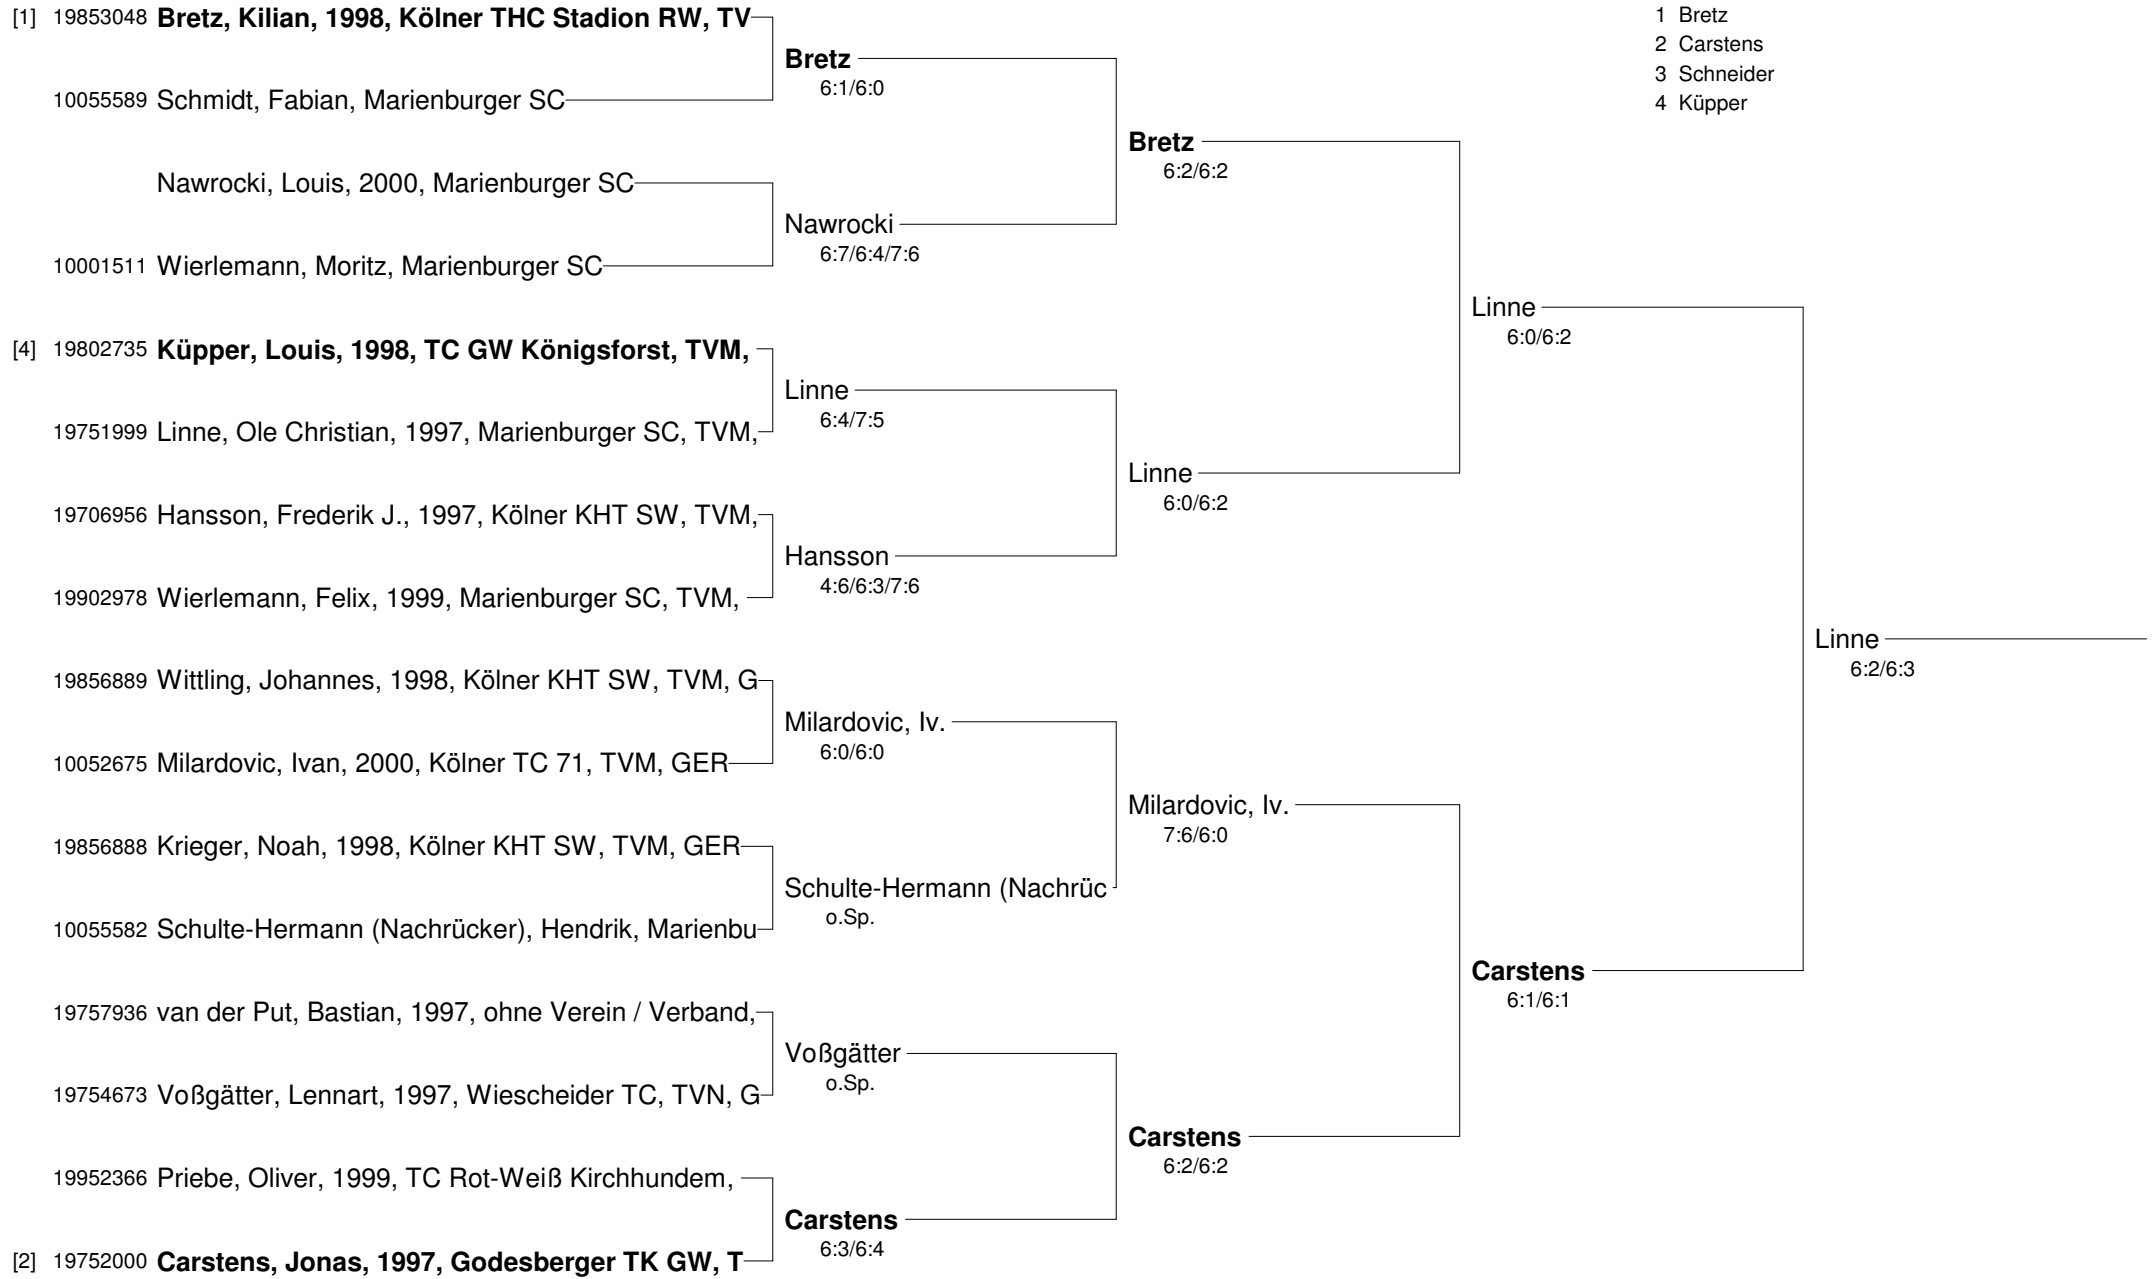 [1] 19853048 Bretz, Kilian, 1998, Kölner THC Stadion RW, TV
10055589 Schmidt, Fabian, Marienburger SC
Nawrocki, Louis, 2000, Marienburger SC
10001511 Wierlemann, Moritz, Marienburger SC
[4] 19802735 Küpper, Louis, 1998, TC GW Königsforst, TVM,
19751999 Linne, Ole Christian, 1997, Marienburger SC, TVM,
19706956 Hansson, Frederik J., 1997, Kölner KHT SW, TVM,
19902978 Wierlemann, Felix, 1999, Marienburger SC, TVM,
19856889 Wittling, Johannes, 1998, Kölner KHT SW, TVM, G
10052675 Milardovic, Ivan, 2000, Kölner TC 71, TVM, GER
19856888 Krieger, Noah, 1998, Kölner KHT SW, TVM, GER
10055582 Schulte-Hermann (Nachrücker), Hendrik, Marienbu
19757936 van der Put, Bastian, 1997, ohne Verein / Verband,
19754673 Voßgätter, Lennart, 1997, Wiescheider TC, TVN, G
19952366 Priebe, Oliver, 1999, TC Rot-Weiß Kirchhundem,
[2] 19752000 Carstens, Jonas, 1997, Godesberger TK GW, T
Bretz
6:1/6:0
Nawrocki
6:7/6:4/7:6
Linne
6:4/7:5
Hansson
4:6/6:3/7:6
Milardovic, Iv.
6:0/6:0
Schulte-Hermann (Nachrüc
o.Sp.
Voßgätter
o.Sp.
Carstens
6:3/6:4
Bretz
6:2/6:2
Linne
6:0/6:2
Milardovic, Iv.
7:6/6:0
Carstens
6:2/6:2
Linne
6:0/6:2
Carstens
6:1/6:1
Linne
6:2/6:3
1 Bretz
2 Carstens
3 Schneider
4 Küpper